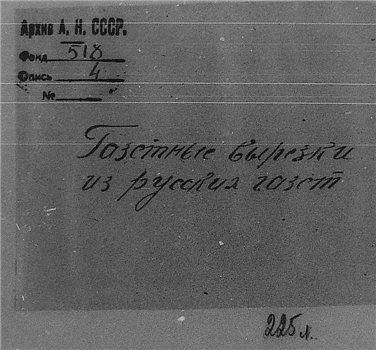 Архив А. Н. СССР.
Фонд 518
Опись 4
№
Газетные вырезки
из русских газет
225 л.